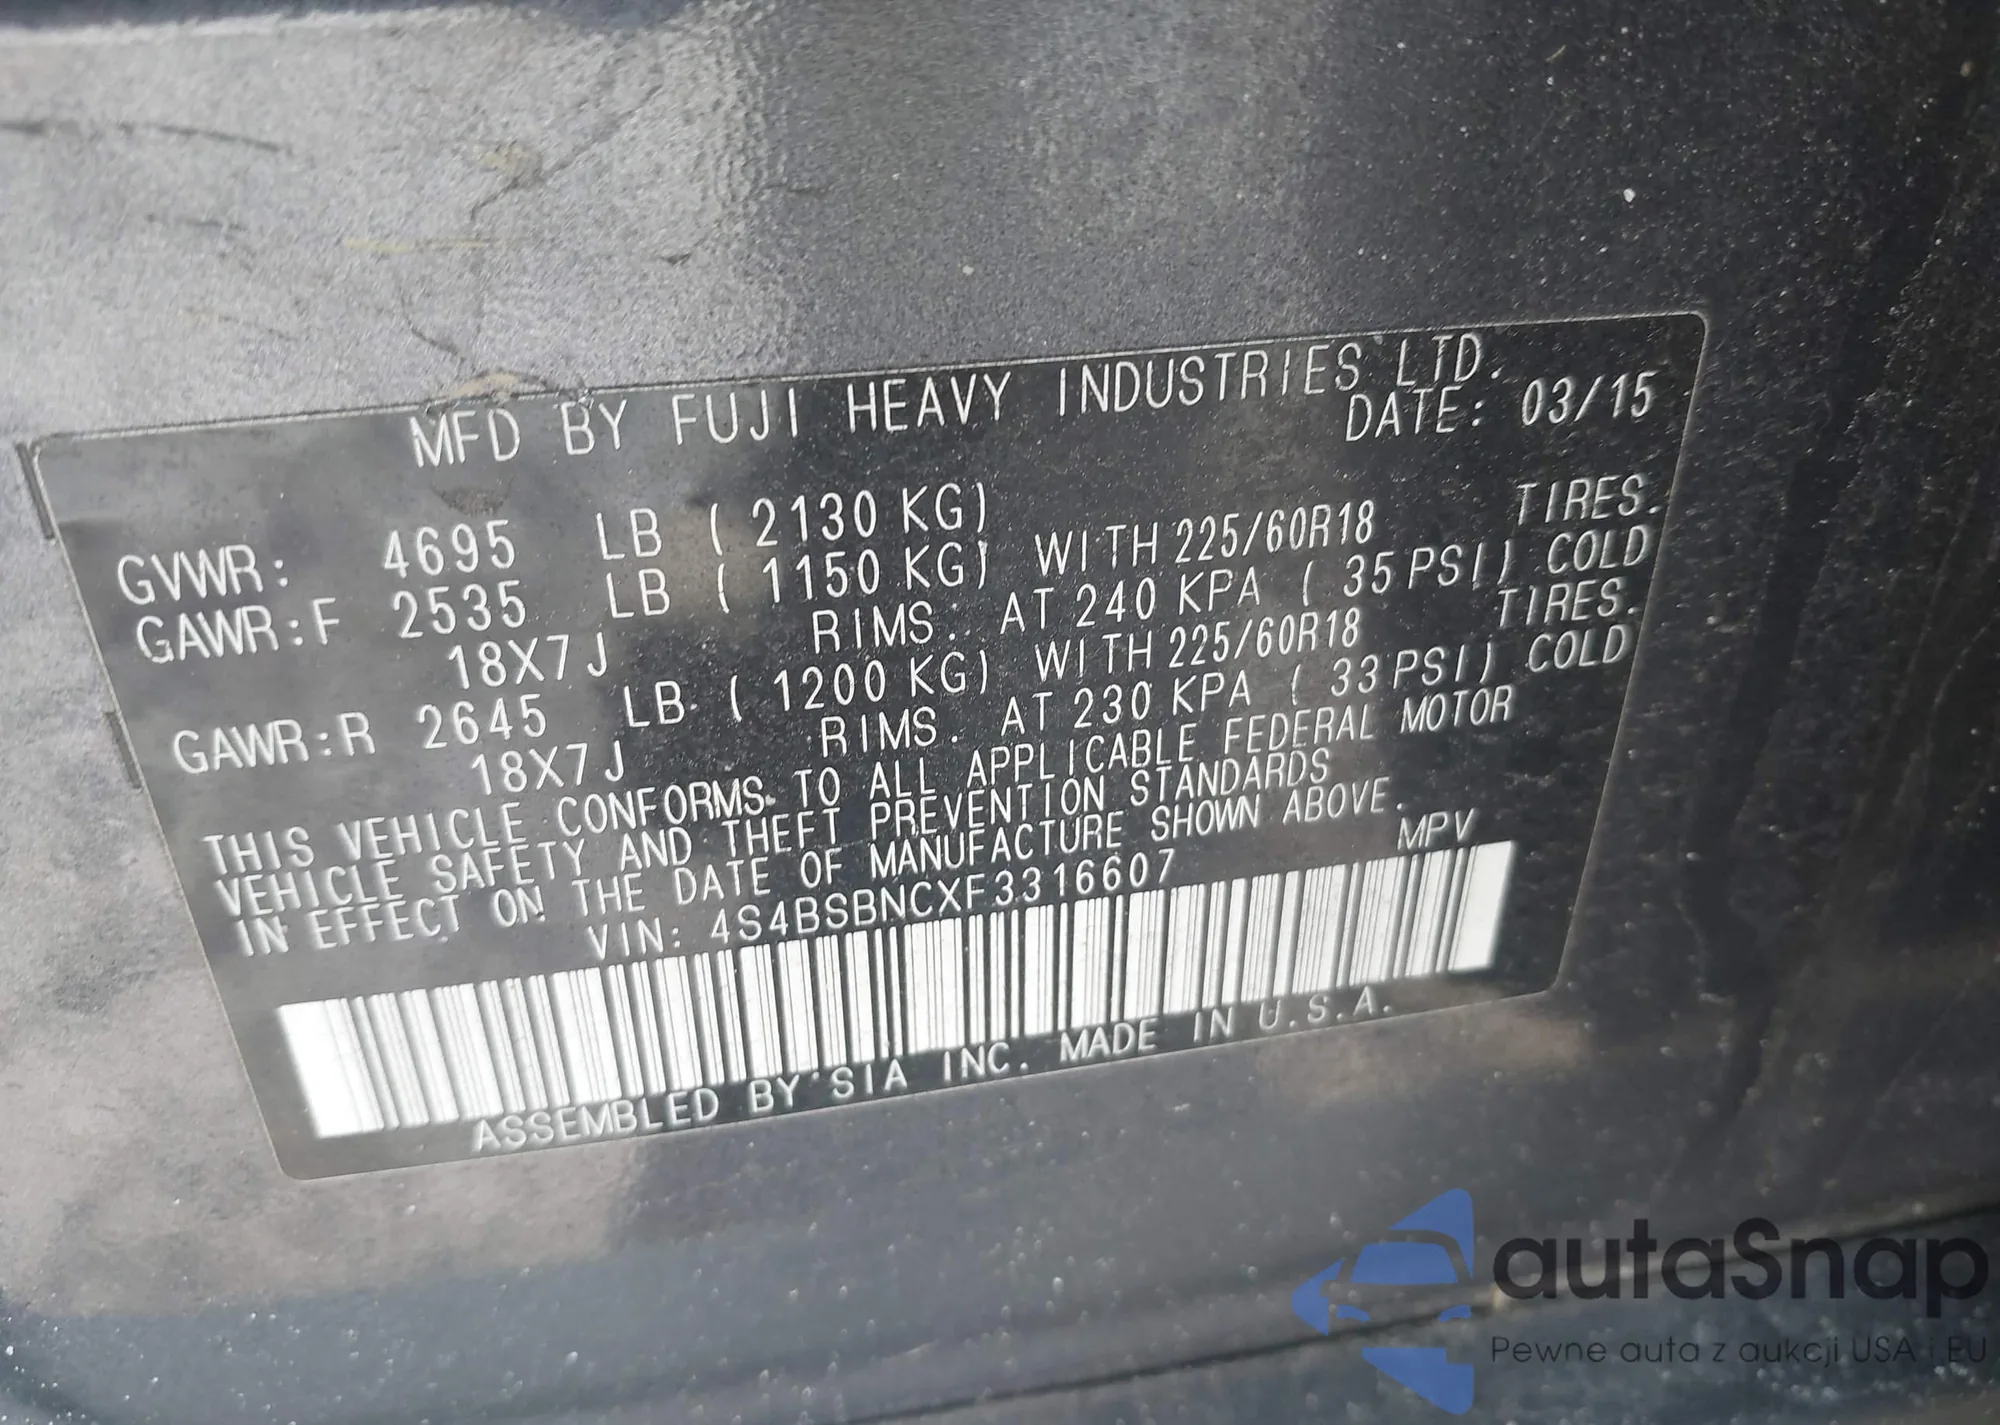 MFD BY FUJI HEAVY INDUSTRIES LTD.
DATE: 03/15
GVWR: 4695 LB ( 2130 KG)
GAWR:F 2535 LB ( 1150 KG) WITH 225/60R18 TIRES.
18X7J RIMS. AT 240 KPA ( 35 PSI) COLD
GAWR:R 2645 LB ( 1200 KG) WITH 225/60R18 TIRES.
18X7J RIMS. AT 230 KPA ( 33 PSI) COLD
THIS VEHICLE CONFORMS TO ALL APPLICABLE FEDERAL MOTOR
VEHICLE SAFETY AND THEFT PREVENTION STANDARDS
IN EFFECT ON THE DATE OF MANUFACTURE SHOWN ABOVE.
VIN: 4S4BSBNCXF3316607 MPV
ASSEMBLED BY SIA INC. MADE IN U.S.A.
autaSnap
Pewne auta z aukcji USA i EU